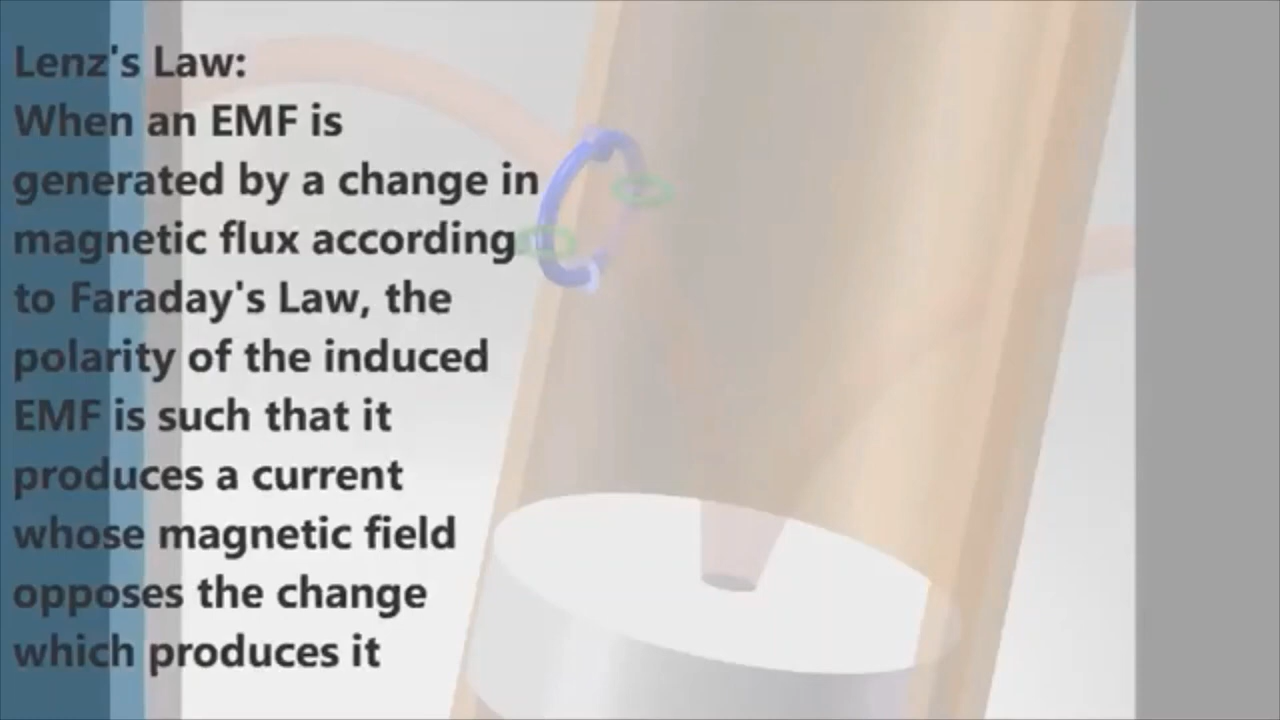 Lenz's Law:
When an EMF is
generated by a change in
magnetic flux according
to Faraday's Law, the
polarity of the induced
EMF is such that it
produces a current
whose magnetic field
opposes the change
which produces it